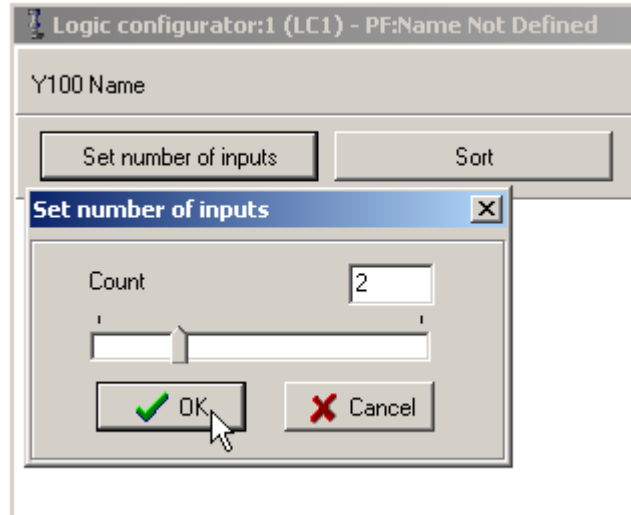 Logic configurator:1 (LC1) - PF:Name Not Defined
Y100 Name
Set number of inputs Sort
Set number of inputs
Count 2
OK Cancel